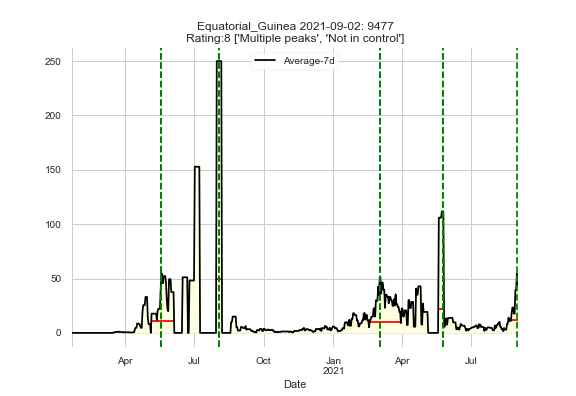 Equatorial_Guinea 2021-09-02: 9477
Rating:8 ['Multiple peaks', 'Not in control']
Average-7d
250
200
150
100
50
0
Apr
Jul
Oct
Jan
2021
Apr
Jul
Date